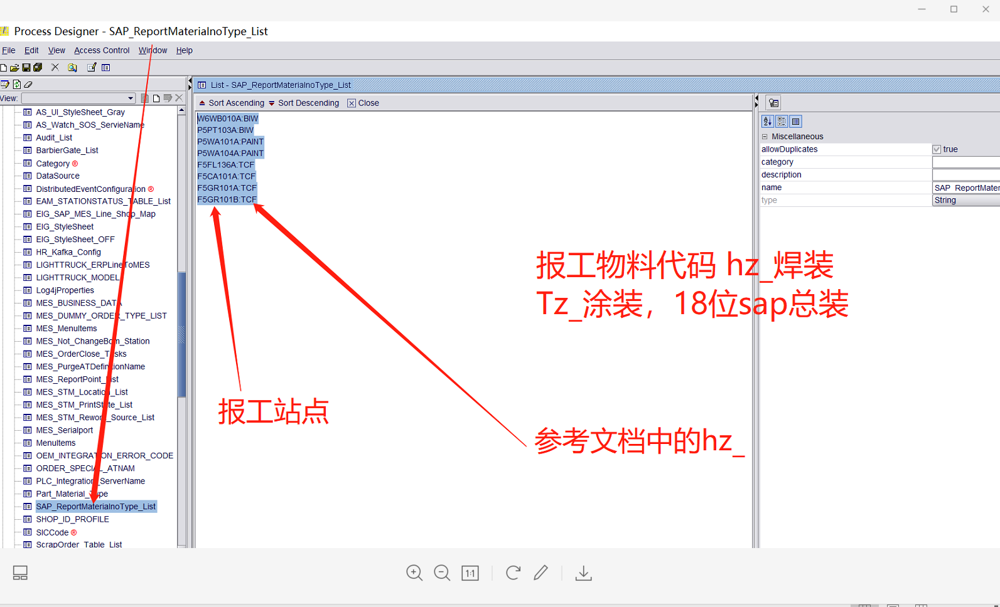 Process Designer - SAP_ReportMaterialnoType_List
File Edit View Access Control Window Help
View:
AS_UI_StyleSheet_Gray
AS_Watch_SOS_ServieName
Audit_List
BarbierGate_List
Category ®
DataSource
DistributedEventConfiguration ®
EAM_STATIONSTATUS_TABLE_List
EIG_SAP_MES_Line_Shop_Map
EIG_StyleSheet
EIG_StyleSheet_OFF
HR_Kafka_Config
LIGHTTRUCK_ERPLineToMES
LIGHTTRUCK_MODEL
Log4jProperties
MES_BUSINESS_DATA
MES_DUMMY_ORDER_TYPE_LIST
MES_MenuItems
MES_Not_ChangeBom_Station
MES_OrderClose_Tasks
MES_PurgeATDefinitionName
MES_ReportPoint_List
MES_STM_Location_List
MES_STM_PrintState_List
MES_STM_Rework_Source_List
MES_Serialport
MenuItems
OEM_INTEGRATION_ERROR_CODE
ORDER_SPECIAL_ATNAM
PLC_Integration_ServerName
Part_Material_Type
SAP_ReportMaterialnoType_List
SHOP_ID_PROFILE
SICCode ®
ScrapOrder_Table_List
List - SAP_ReportMaterialnoType_List
Sort Ascending Sort Descending Close
W6WB010A:BIW
P5PT103A:BIW
P5WA101A:PAINT
P5WA104A:PAINT
F5FL136A:TCF
F5CA101A:TCF
F5GR101A:TCF
F5GR101B:TCF
报工物料代码 hz_焊装
Tz_涂装，18位sap总装
报工站点
参考文档中的hz_
Miscellaneous
allowDuplicates true
category
description
name SAP_ReportMater
type String
1:1